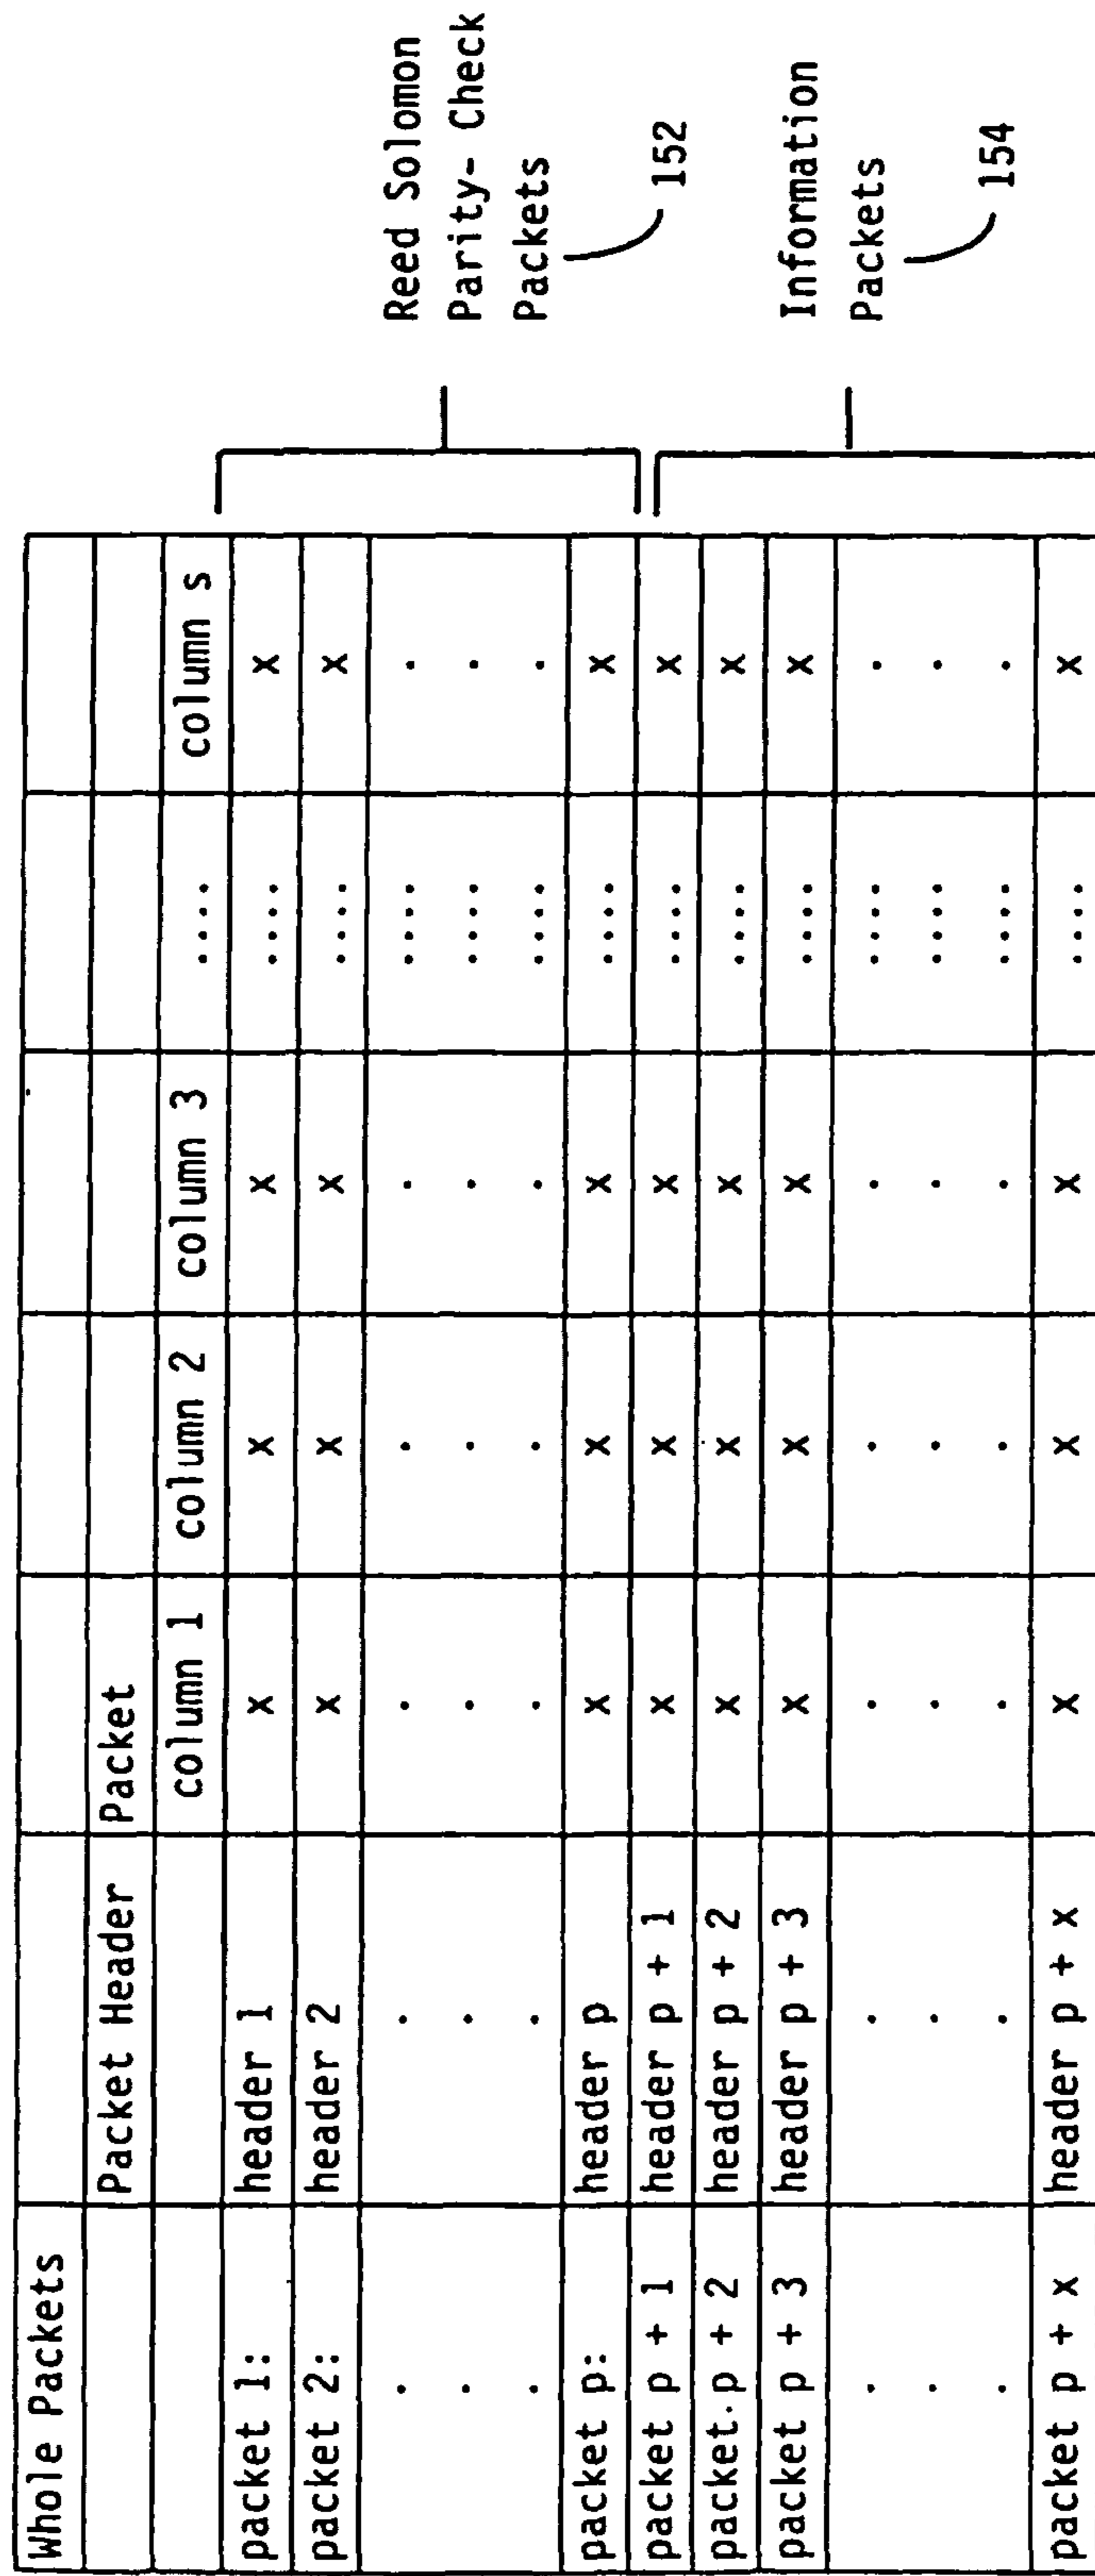 Whole Packets
Packet Header Packet
column 1 column 2 column 3 .... column s
packet 1: header 1 x x x .... x
packet 2: header 2 x x x .... x
. . . . . .... .
. . . . . .... .
. . . . . .... .
packet p: header p x x x .... x
packet p + 1 header p + 1 x x x .... x
packet p + 2 header p + 2 x x x .... x
packet p + 3 header p + 3 x x x .... x
. . . . . .... .
. . . . . .... .
. . . . . .... .
packet p + x header p + x x x x .... x
Reed Solomon
Parity- Check
Packets
152
Information
Packets
154